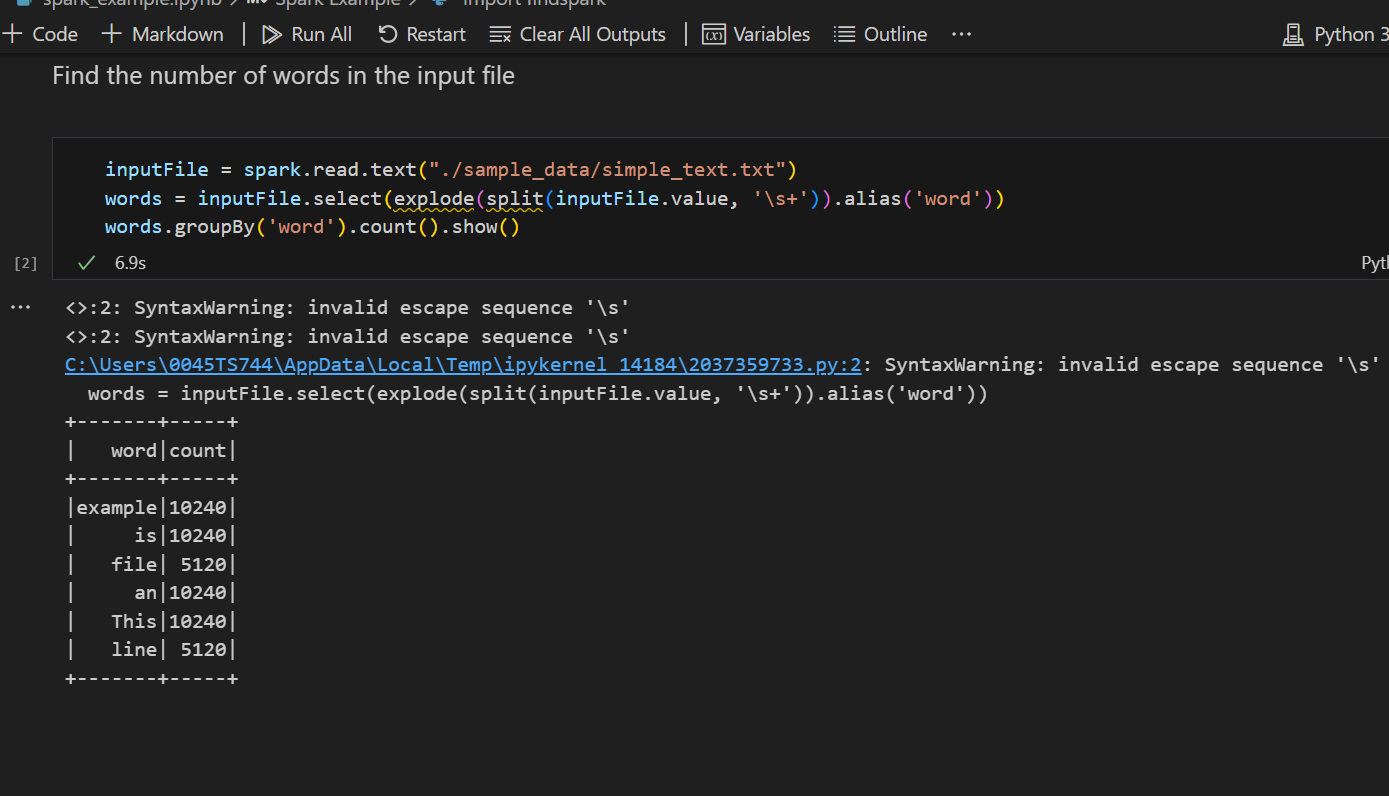 spark_example.ipynb > M↓ Spark Example > import findspark
+ Code + Markdown | Run All Restart Clear All Outputs | Variables Outline ··· Python 3
Find the number of words in the input file
inputFile = spark.read.text("./sample_data/simple_text.txt")
words = inputFile.select(explode(split(inputFile.value, '\s+')).alias('word'))
words.groupBy('word').count().show()
[2] 6.9s Pyth
<>:2: SyntaxWarning: invalid escape sequence '\s'
<>:2: SyntaxWarning: invalid escape sequence '\s'
C:\Users\0045TS744\AppData\Local\Temp\ipykernel_14184\2037359733.py:2: SyntaxWarning: invalid escape sequence '\s'
  words = inputFile.select(explode(split(inputFile.value, '\s+')).alias('word'))
+-------+-----+
|   word|count|
+-------+-----+
|example|10240|
|     is|10240|
|   file| 5120|
|     an|10240|
|   This|10240|
|   line| 5120|
+-------+-----+